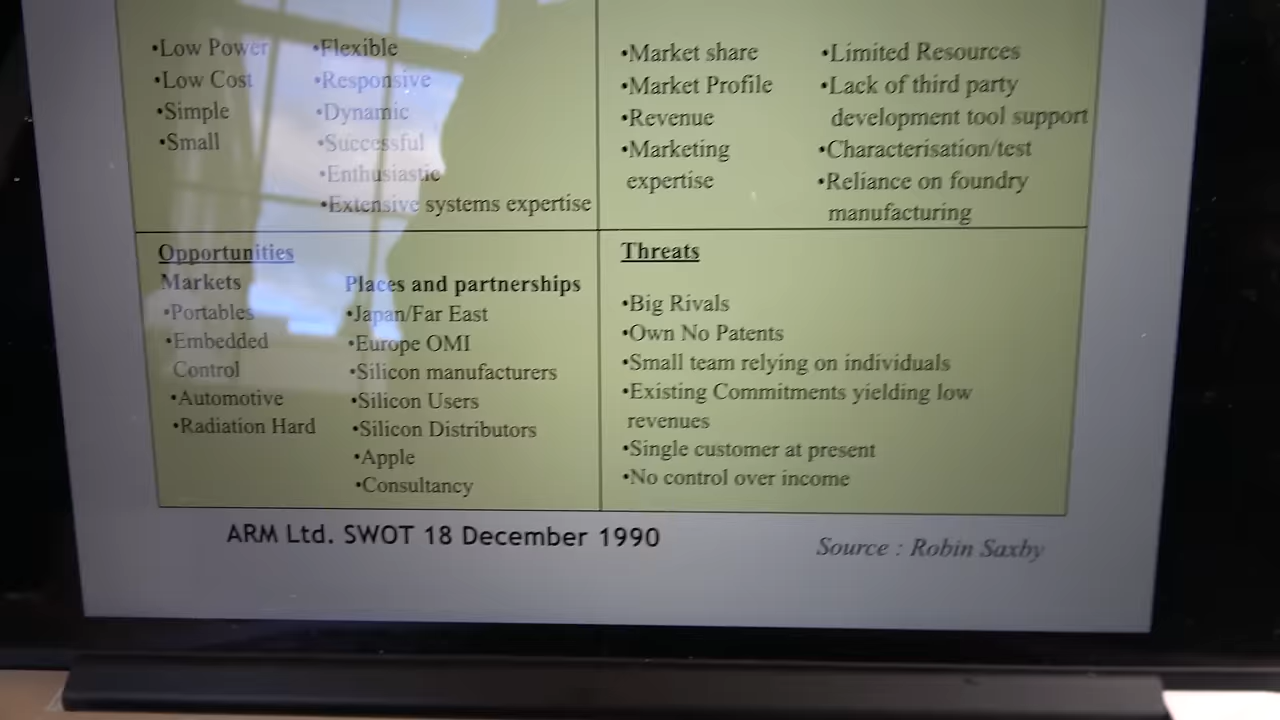 •Low Power
•Low Cost
•Simple
•Small
•Flexible
•Responsive
•Dynamic
•Successful
•Enthusiastic
•Extensive systems expertise
•Market share
•Market Profile
•Revenue
•Marketing
expertise
•Limited Resources
•Lack of third party
development tool support
•Characterisation/test
•Reliance on foundry
manufacturing
Opportunities
Markets
•Portables
•Embedded
Control
•Automotive
•Radiation Hard
Places and partnerships
•Japan/Far East
•Europe OMI
•Silicon manufacturers
•Silicon Users
•Silicon Distributors
•Apple
•Consultancy
Threats
•Big Rivals
•Own No Patents
•Small team relying on individuals
•Existing Commitments yielding low
revenues
•Single customer at present
•No control over income
ARM Ltd. SWOT 18 December 1990
Source : Robin Saxby